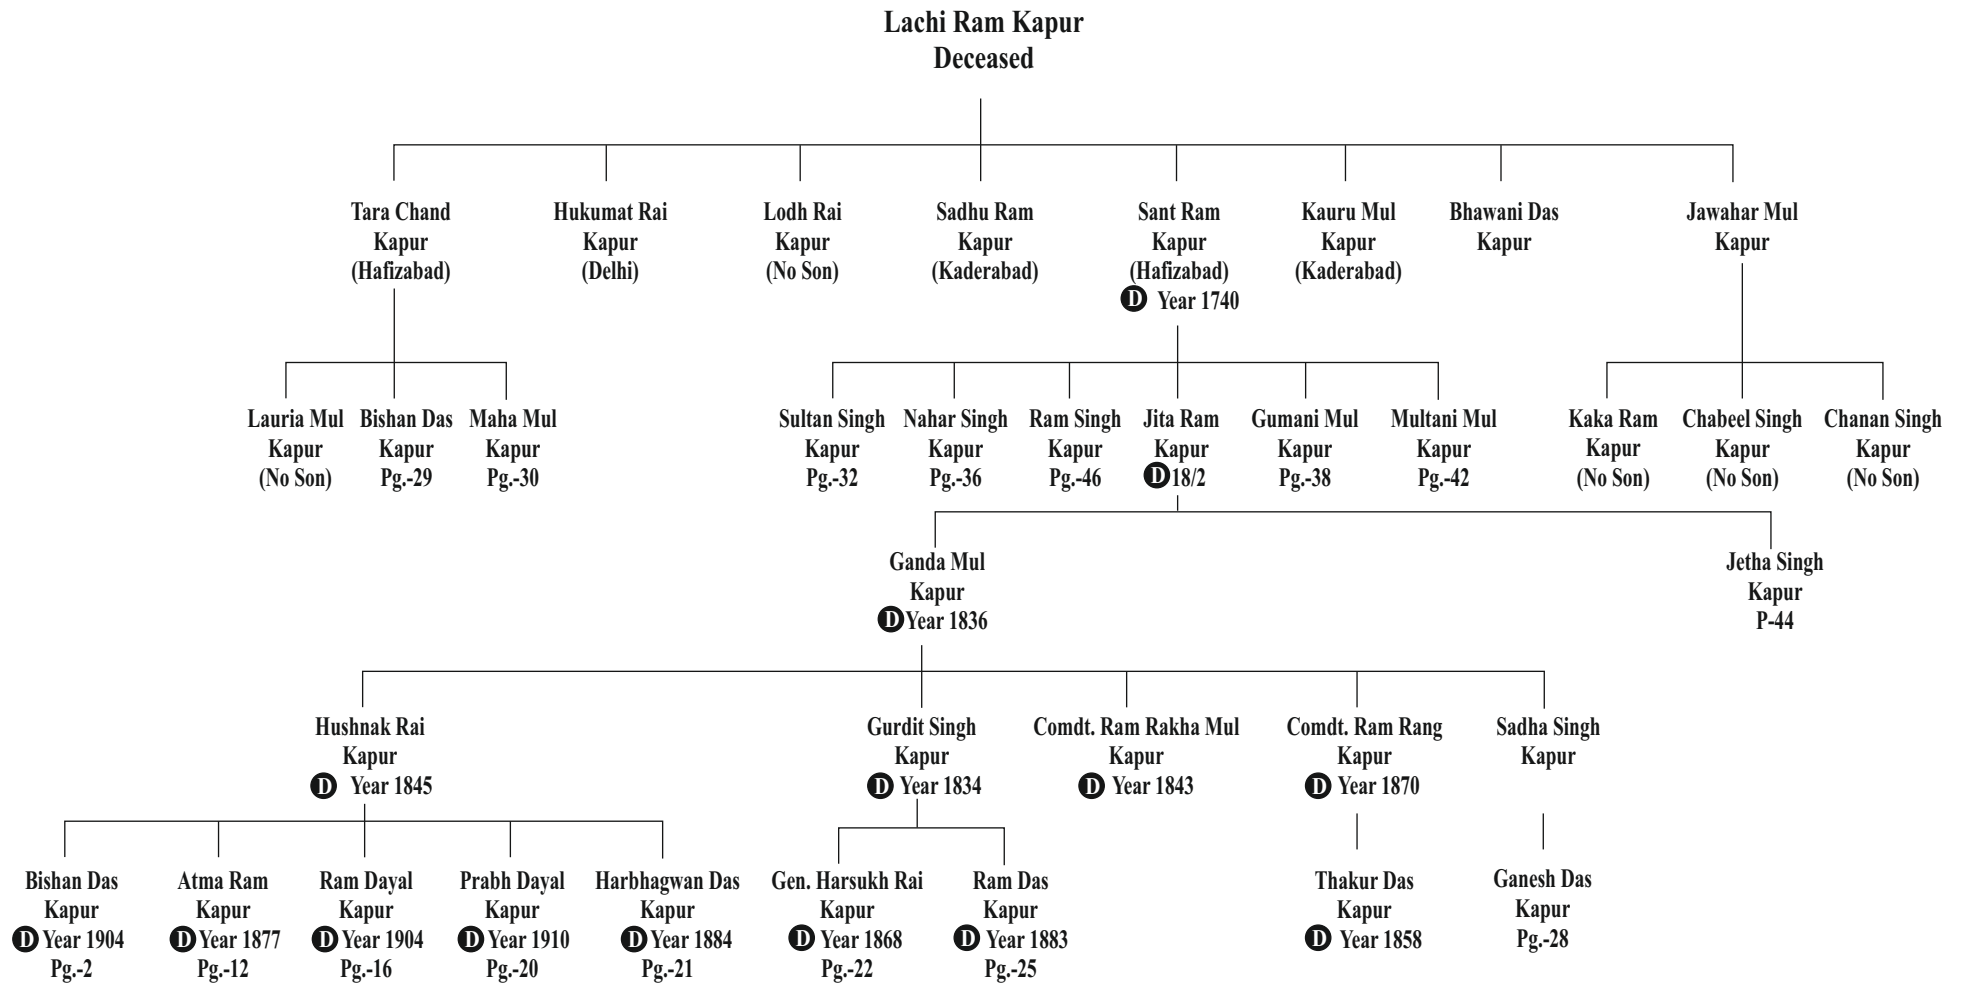 Lachi Ram Kapur
Deceased
Tara Chand
Kapur
(Hafizabad)
Hukumat Rai
Kapur
(Delhi)
Lodh Rai
Kapur
(No Son)
Sadhu Ram
Kapur
(Kaderabad)
Sant Ram
Kapur
(Hafizabad)
D Year 1740
Kauru Mul
Kapur
(Kaderabad)
Bhawani Das
Kapur
Jawahar Mul
Kapur
Lauria Mul
Kapur
(No Son)
Bishan Das
Kapur
Pg.-29
Maha Mul
Kapur
Pg.-30
Sultan Singh
Kapur
Pg.-32
Nahar Singh
Kapur
Pg.-36
Ram Singh
Kapur
Pg.-46
Jita Ram
Kapur
D 18/2
Gumani Mul
Kapur
Pg.-38
Multani Mul
Kapur
Pg.-42
Kaka Ram
Kapur
(No Son)
Chabeel Singh
Kapur
(No Son)
Chanan Singh
Kapur
(No Son)
Ganda Mul
Kapur
D Year 1836
Jetha Singh
Kapur
P-44
Hushnak Rai
Kapur
D Year 1845
Gurdit Singh
Kapur
D Year 1834
Comdt. Ram Rakha Mul
Kapur
D Year 1843
Comdt. Ram Rang
Kapur
D Year 1870
Sadha Singh
Kapur
Bishan Das
Kapur
D Year 1904
Pg.-2
Atma Ram
Kapur
D Year 1877
Pg.-12
Ram Dayal
Kapur
D Year 1904
Pg.-16
Prabh Dayal
Kapur
D Year 1910
Pg.-20
Harbhagwan Das
Kapur
D Year 1884
Pg.-21
Gen. Harsukh Rai
Kapur
D Year 1868
Pg.-22
Ram Das
Kapur
D Year 1883
Pg.-25
Thakur Das
Kapur
D Year 1858
Ganesh Das
Kapur
Pg.-28